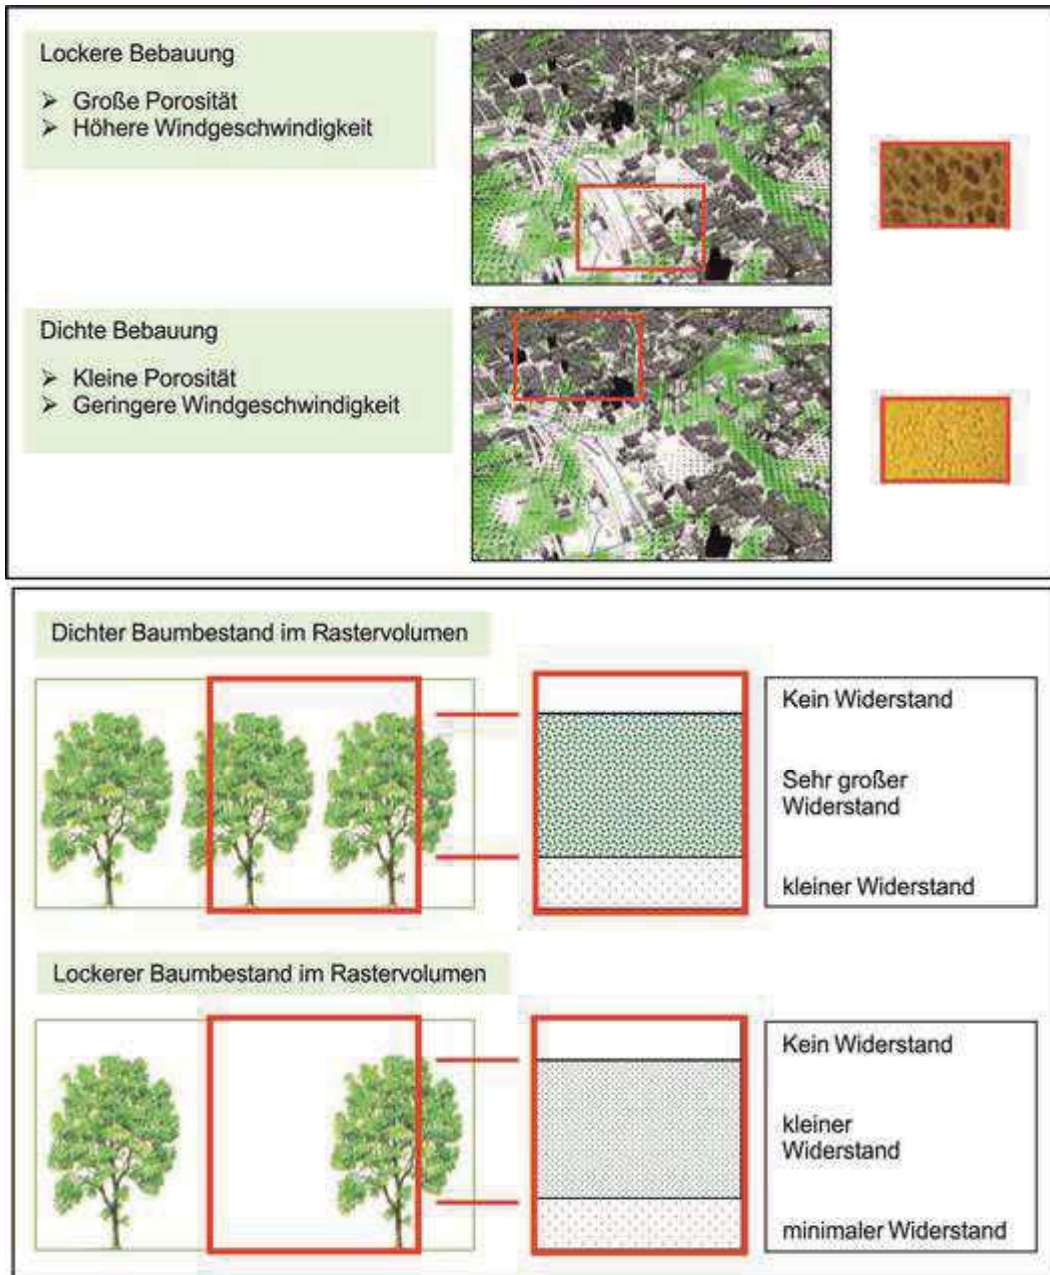 Lockere Bebauung
➢ Große Porosität
➢ Höhere Windgeschwindigkeit
Dichte Bebauung
➢ Kleine Porosität
➢ Geringere Windgeschwindigkeit
Dichter Baumbestand im Rastervolumen
Kein Widerstand
Sehr großer
Widerstand
kleiner Widerstand
Lockerer Baumbestand im Rastervolumen
Kein Widerstand
kleiner
Widerstand
minimaler Widerstand